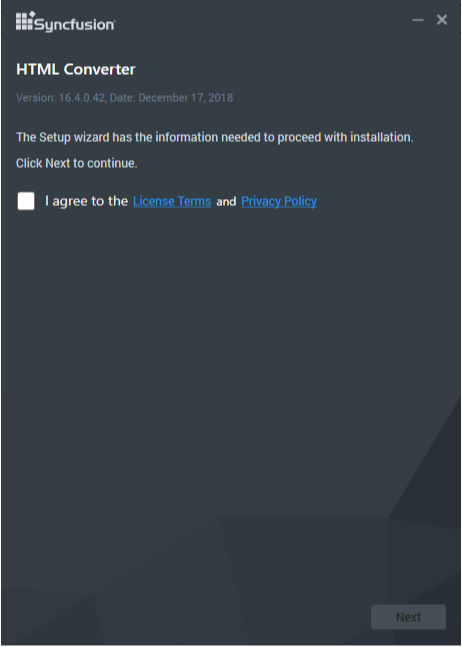 Syncfusion
HTML Converter
Version: 16.4.0.42, Date: December 17, 2018
The Setup wizard has the information needed to proceed with installation.
Click Next to continue.
I agree to the License Terms and Privacy Policy
Next